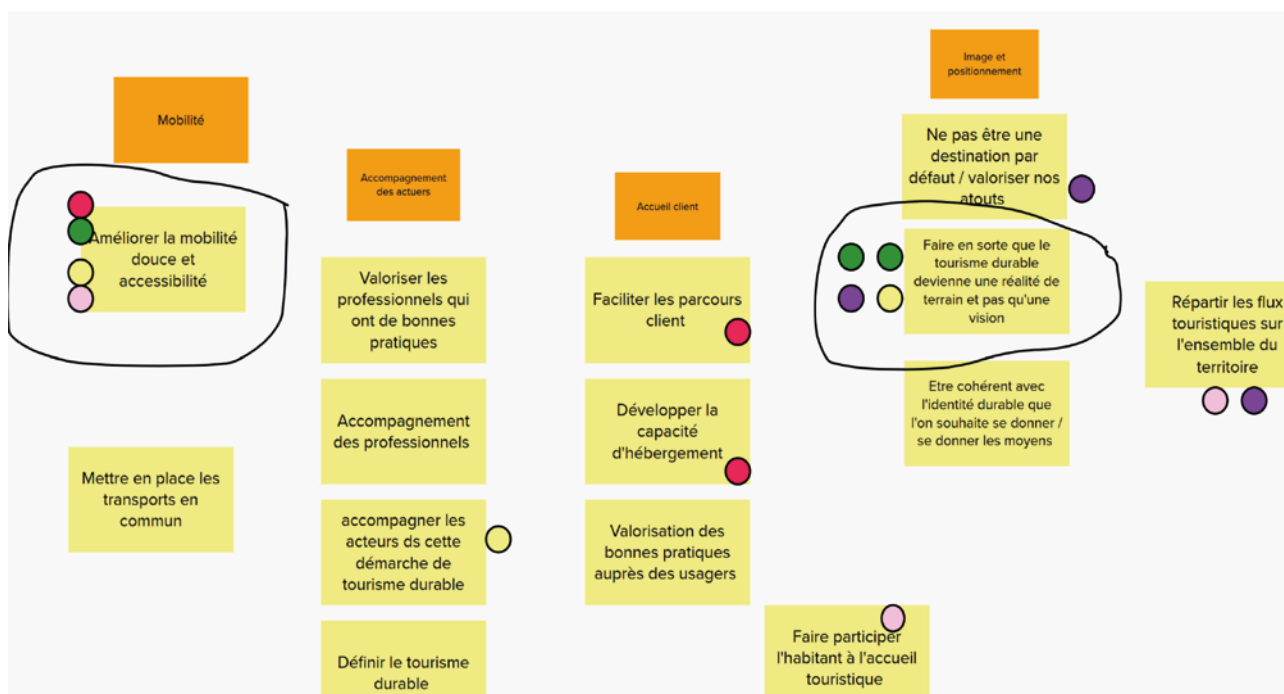 Mobilité
Améliorer la mobilité
douce et
accessibilité
Mettre en place les
transports en
commun
Accompagnement
des actuers
Valoriser les
professionnels qui
ont de bonnes
pratiques
Accompagnement
des professionnels
accompagner les
acteurs ds cette
démarche de
tourisme durable
Définir le tourisme
durable
Accueil client
Faciliter les parcours
client
Développer la
capacité
d'hébergement
Valorisation des
bonnes pratiques
auprès des usagers
Faire participer
l'habitant à l'accueil
touristique
Image et
positionnement
Ne pas être une
destination par
défaut / valoriser nos
atouts
Faire en sorte que le
tourisme durable
devienne une réalité de
terrain et pas qu'une
vision
Etre cohérent avec
l'identité durable que
l'on souhaite se donner /
se donner les moyens
Répartir les flux
touristiques sur
l'ensemble du
territoire